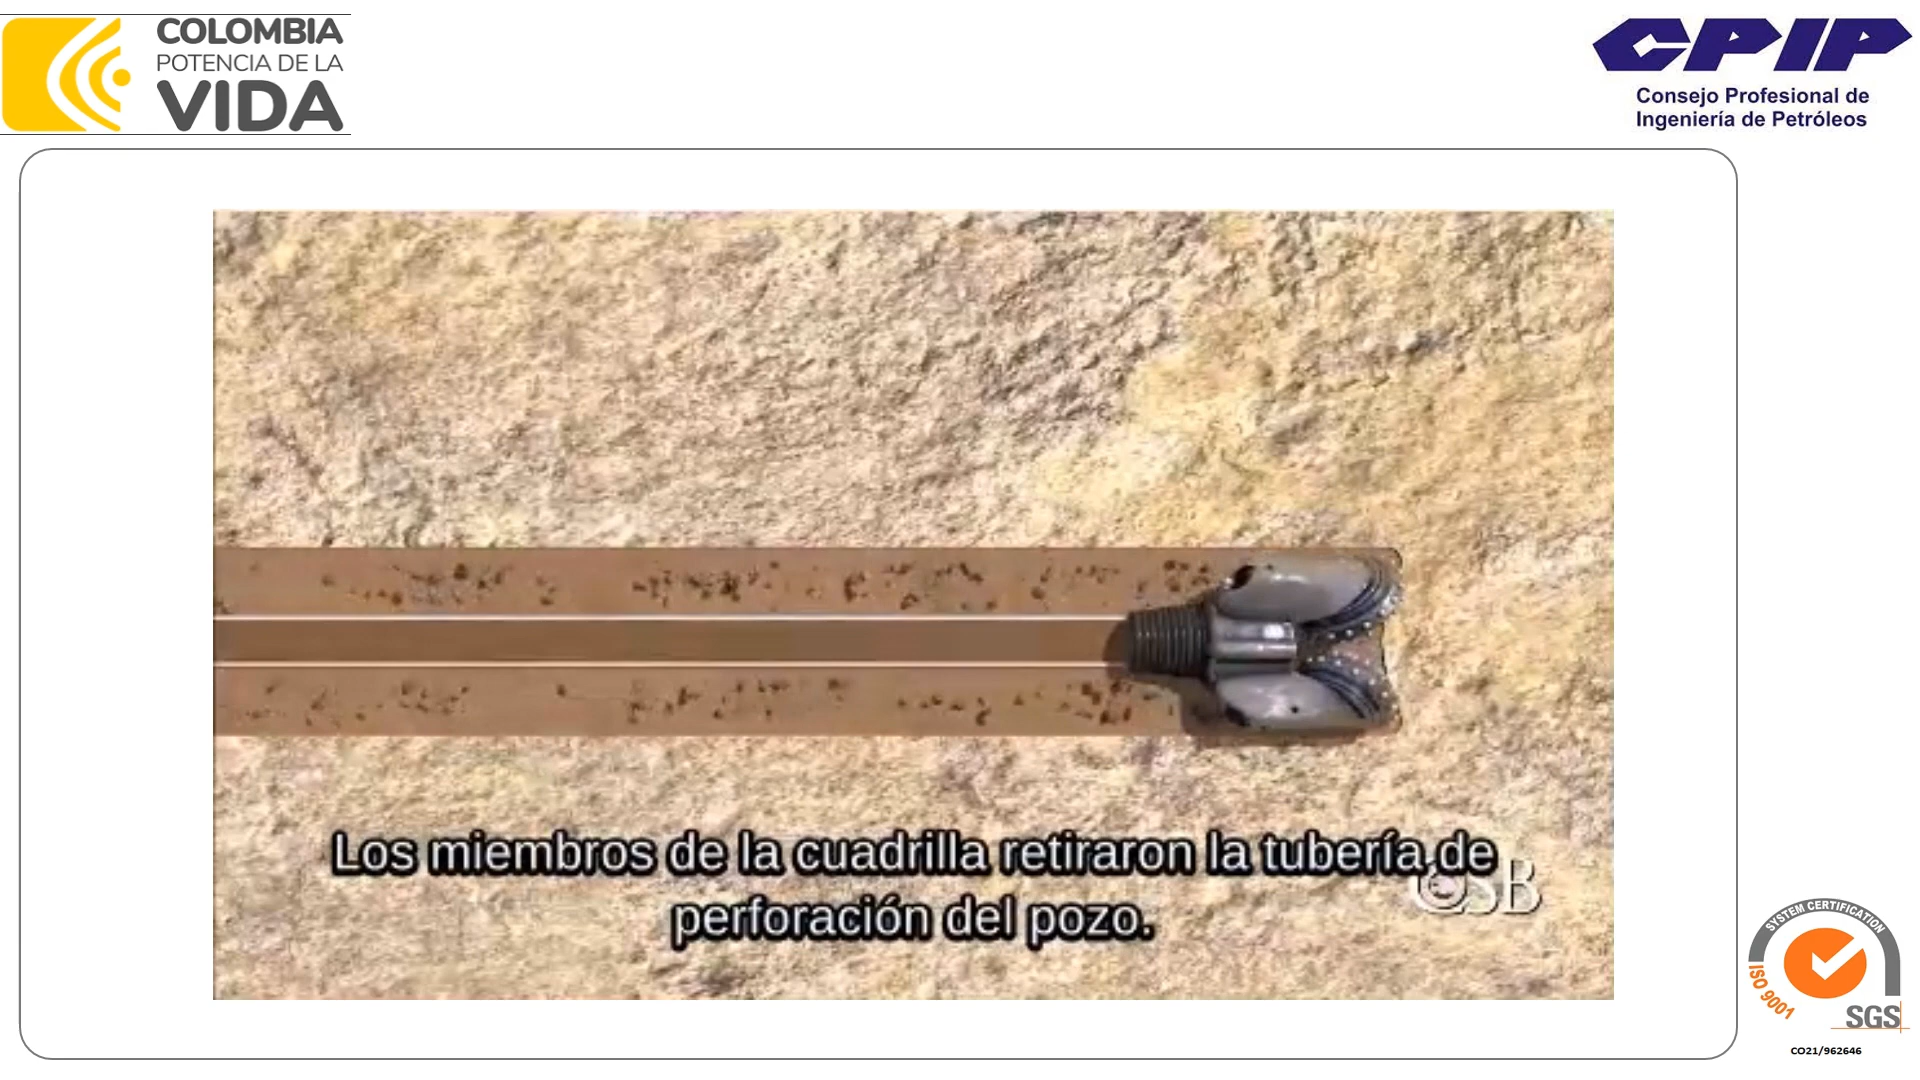 COLOMBIA
POTENCIA DE LA
VIDA
CPIP
Consejo Profesional de
Ingeniería de Petróleos
Los miembros de la cuadrilla retiraron la tubería de
perforación del pozo.
CSB
SYSTEM CERTIFICATION
ISO 9001
SGS
CO21/962646